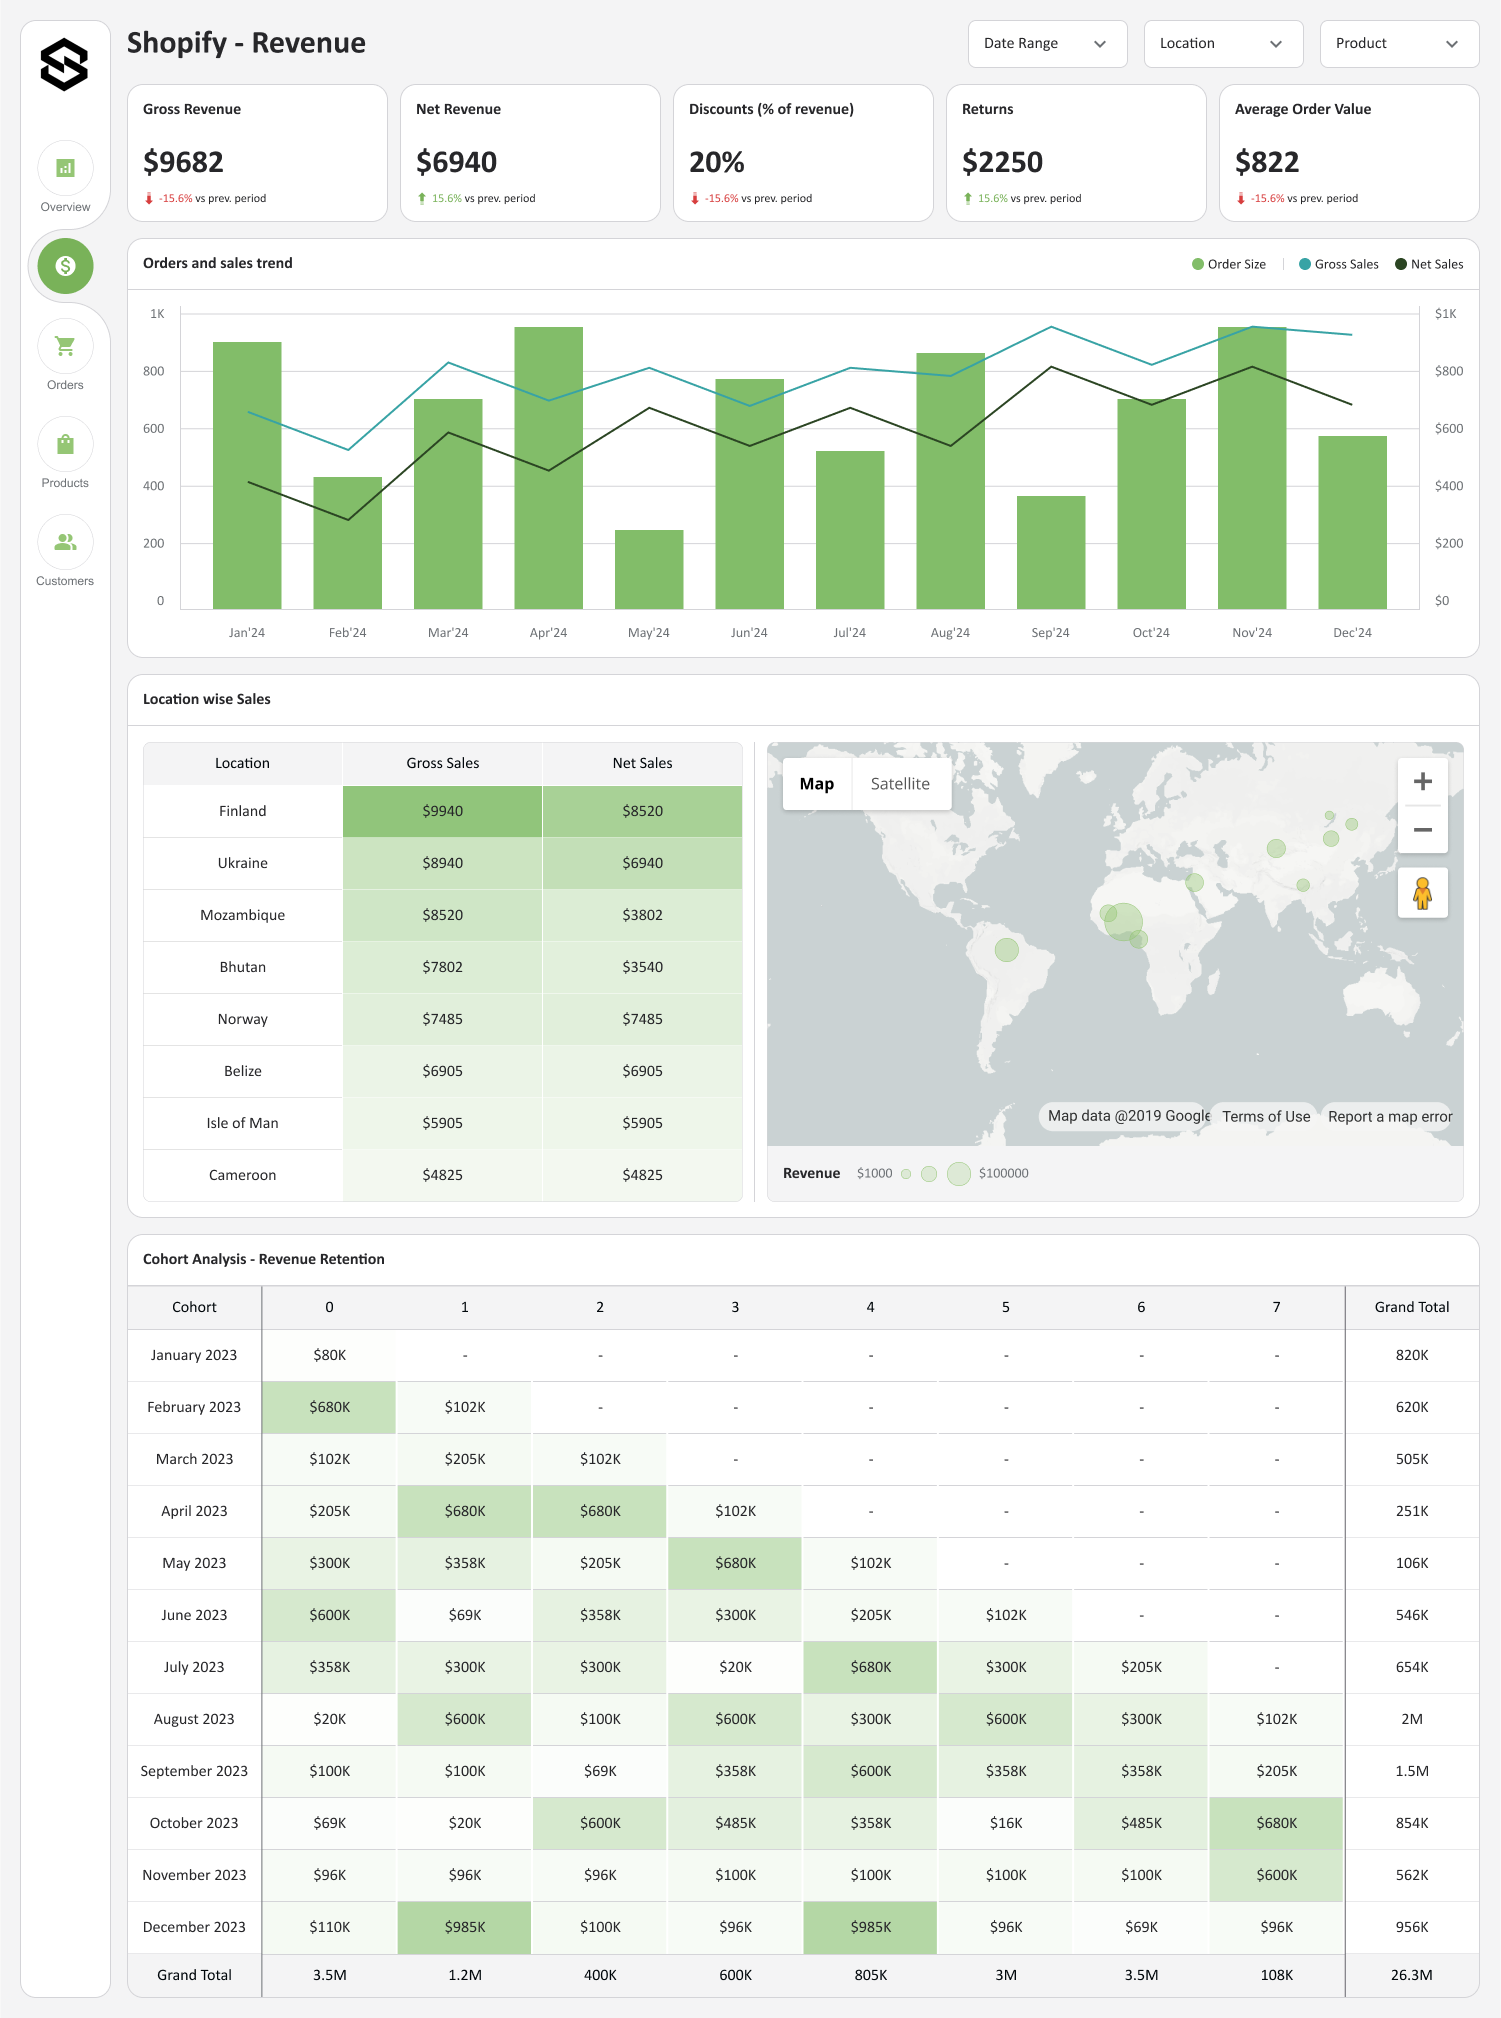 Shopify - Revenue
Date Range
Location
Product
Overview
Orders
Products
Customers
Gross Revenue
$9682
-15.6% vs prev. period
Net Revenue
$6940
15.6% vs prev. period
Discounts (% of revenue)
20%
-15.6% vs prev. period
Returns
$2250
15.6% vs prev. period
Average Order Value
$822
-15.6% vs prev. period
Orders and sales trend
Order Size
Gross Sales
Net Sales
1K $1K
800 $800
600 $600
400 $400
200 $200
0 $0
Jan'24 Feb'24 Mar'24 Apr'24 May'24 Jun'24 Jul'24 Aug'24 Sep'24 Oct'24 Nov'24 Dec'24
Location wise Sales
Location Gross Sales Net Sales
Finland $9940 $8520
Ukraine $8940 $6940
Mozambique $8520 $3802
Bhutan $7802 $3540
Norway $7485 $7485
Belize $6905 $6905
Isle of Man $5905 $5905
Cameroon $4825 $4825
Map Satellite
+
−
Map data @2019 Google Terms of Use Report a map error
Revenue $1000 $100000
Cohort Analysis - Revenue Retention
Cohort 0 1 2 3 4 5 6 7 Grand Total
January 2023 $80K - - - - - - - 820K
February 2023 $680K $102K - - - - - - 620K
March 2023 $102K $205K $102K - - - - - 505K
April 2023 $205K $680K $680K $102K - - - - 251K
May 2023 $300K $358K $205K $680K $102K - - - 106K
June 2023 $600K $69K $358K $300K $205K $102K - - 546K
July 2023 $358K $300K $300K $20K $680K $300K $205K - 654K
August 2023 $20K $600K $100K $600K $300K $600K $300K $102K 2M
September 2023 $100K $100K $69K $358K $600K $358K $358K $205K 1.5M
October 2023 $69K $20K $600K $485K $358K $16K $485K $680K 854K
November 2023 $96K $96K $96K $100K $100K $100K $100K $600K 562K
December 2023 $110K $985K $100K $96K $985K $96K $69K $96K 956K
Grand Total 3.5M 1.2M 400K 600K 805K 3M 3.5M 108K 26.3M